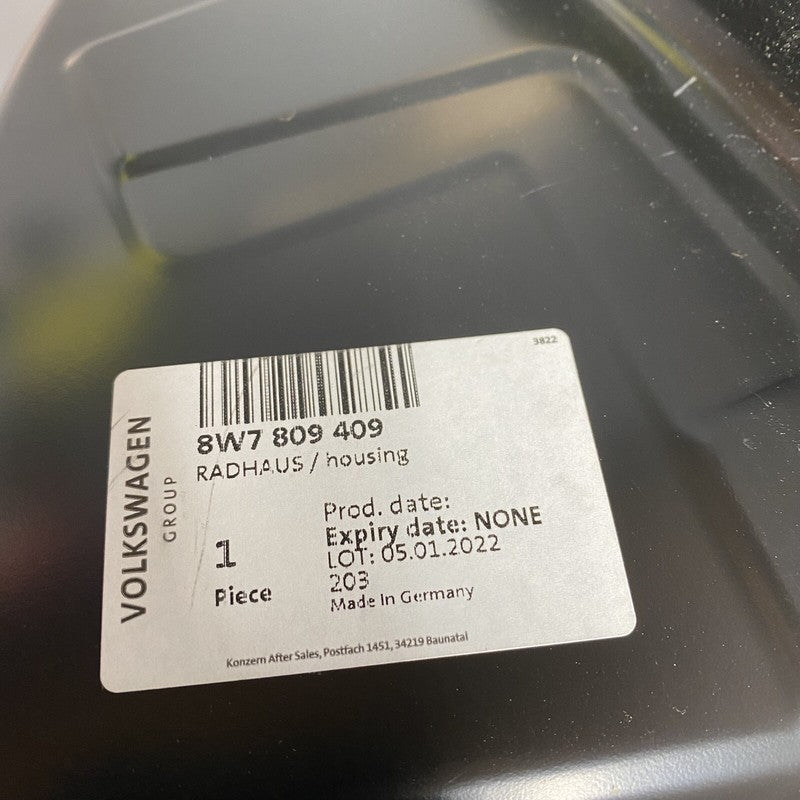 3822
VOLKSWAGEN
GROUP
8W7 809 409
RADHAUS / housing
1
Piece
Prod. date:
Expiry date: NONE
LOT: 05.01.2022
203
Made In Germany
Konzern After Sales, Postfach 1451, 34219 Baunatal